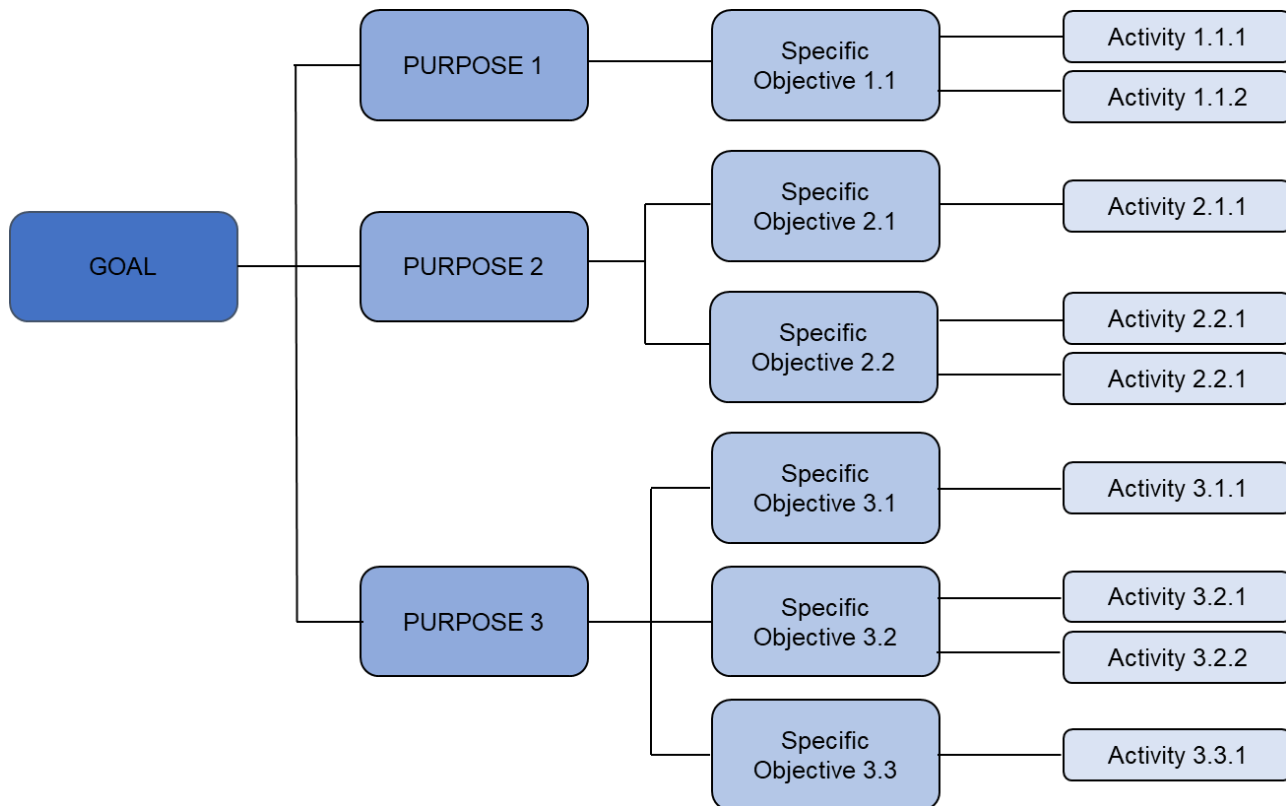 GOAL
PURPOSE 1
Specific
Objective 1.1
Activity 1.1.1
Activity 1.1.2
PURPOSE 2
Specific
Objective 2.1
Activity 2.1.1
Specific
Objective 2.2
Activity 2.2.1
Activity 2.2.1
PURPOSE 3
Specific
Objective 3.1
Activity 3.1.1
Specific
Objective 3.2
Activity 3.2.1
Activity 3.2.2
Specific
Objective 3.3
Activity 3.3.1